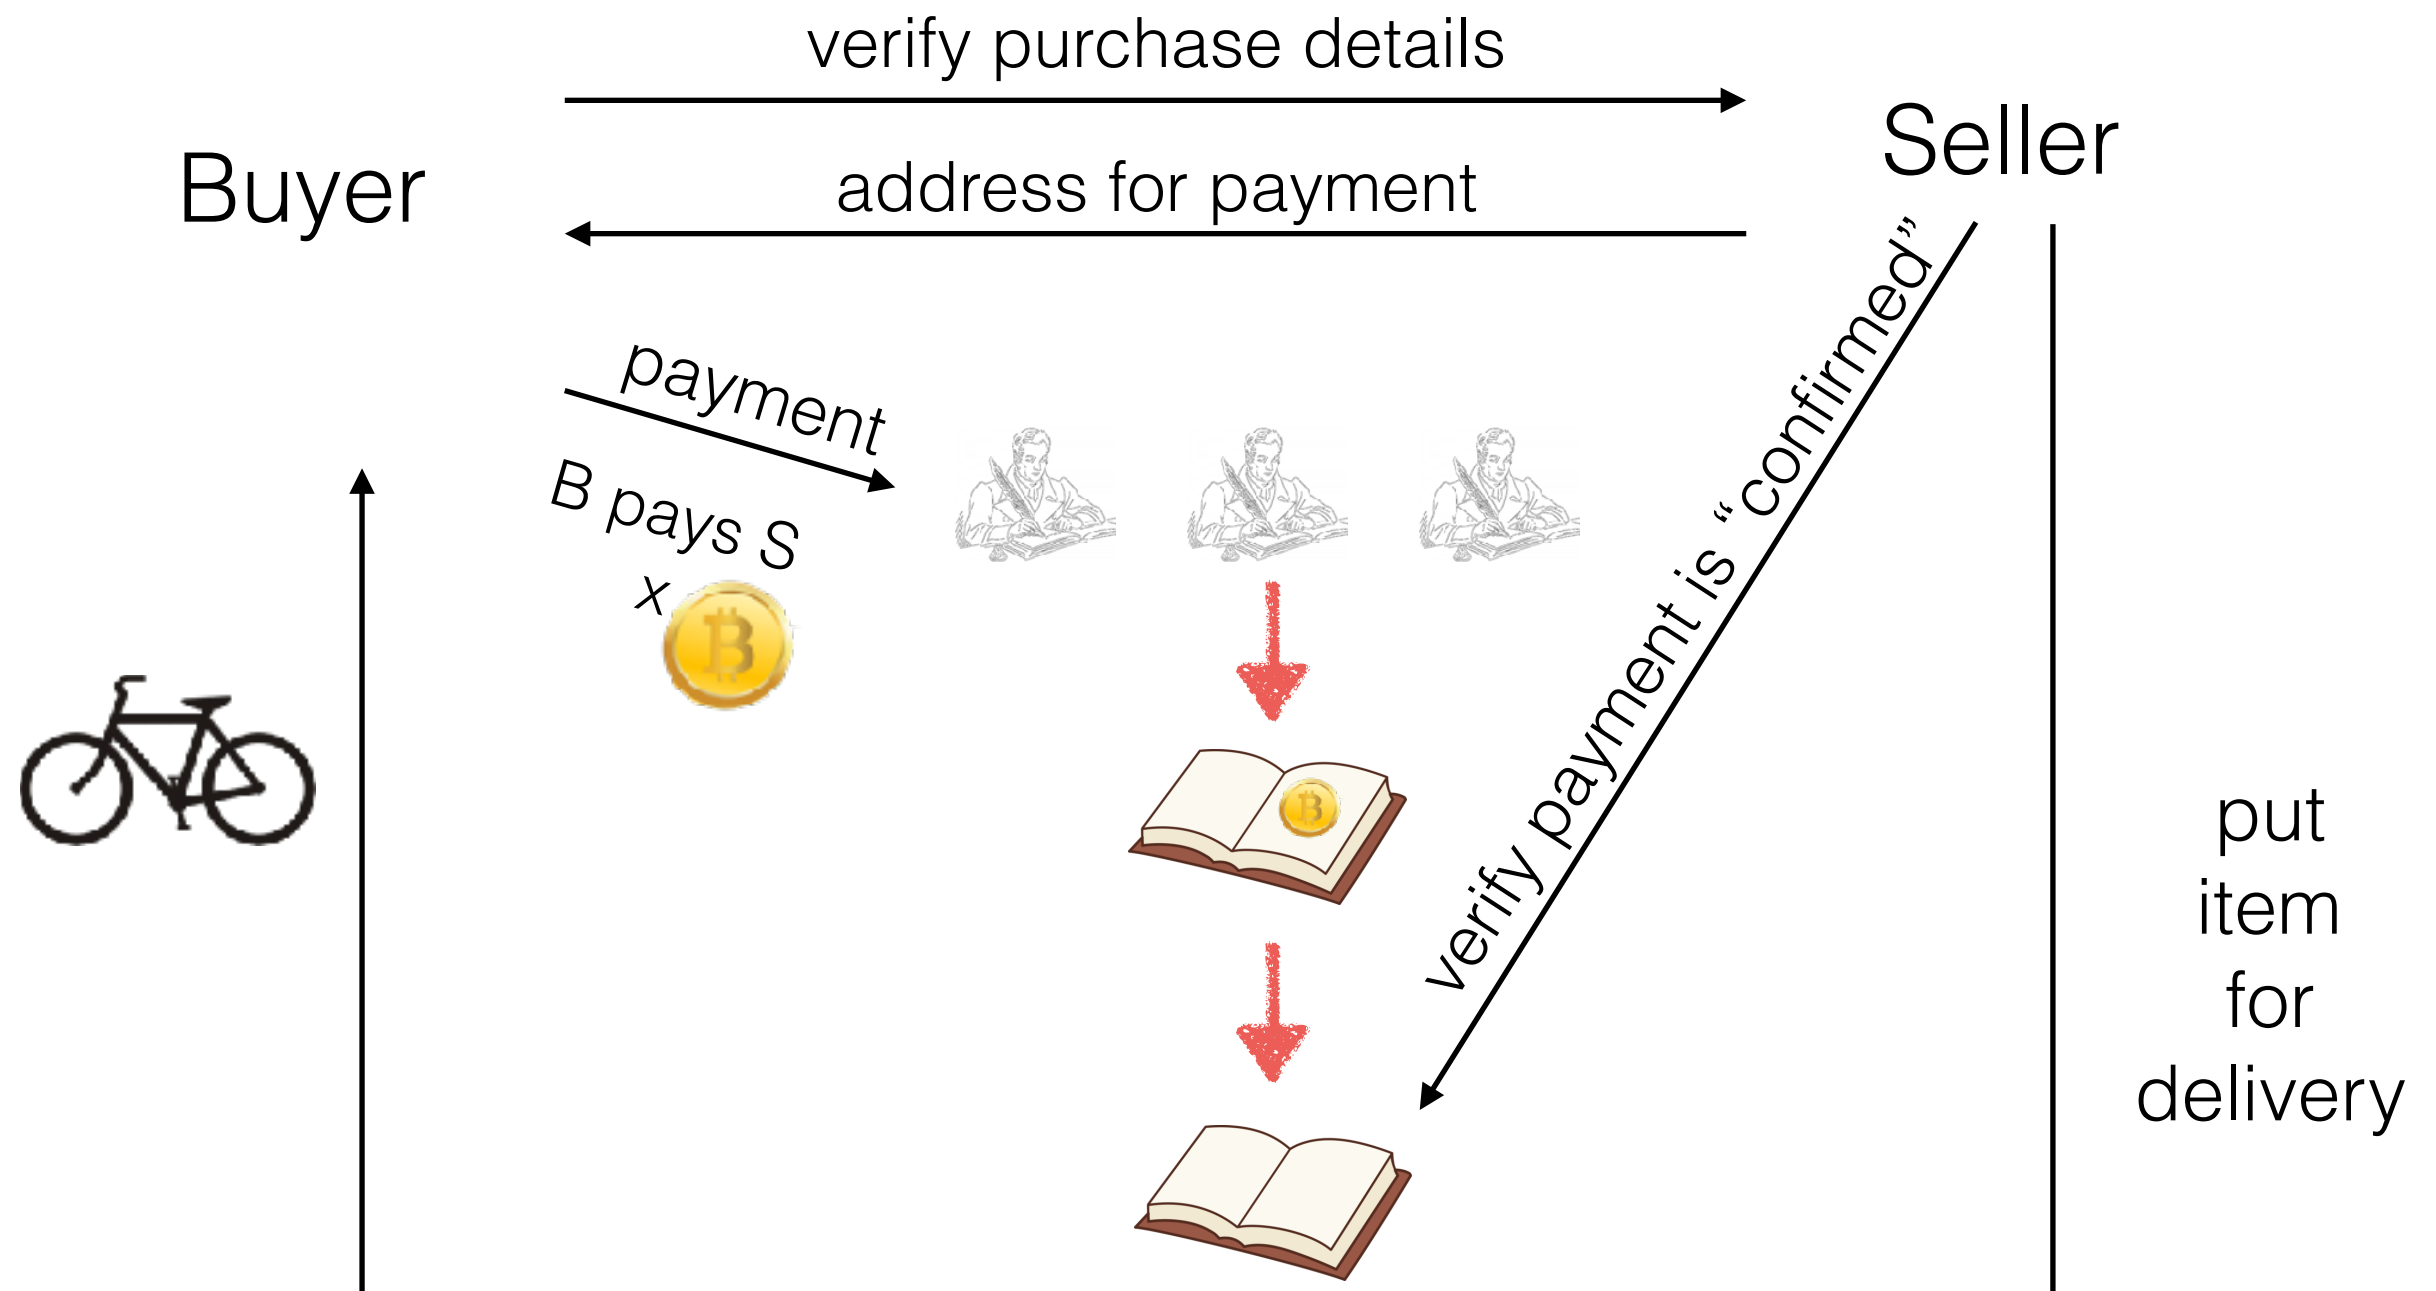 verify purchase details
Buyer
Seller
address for payment
payment
B pays S
x
verify payment is “confirmed”
put
item
for
delivery